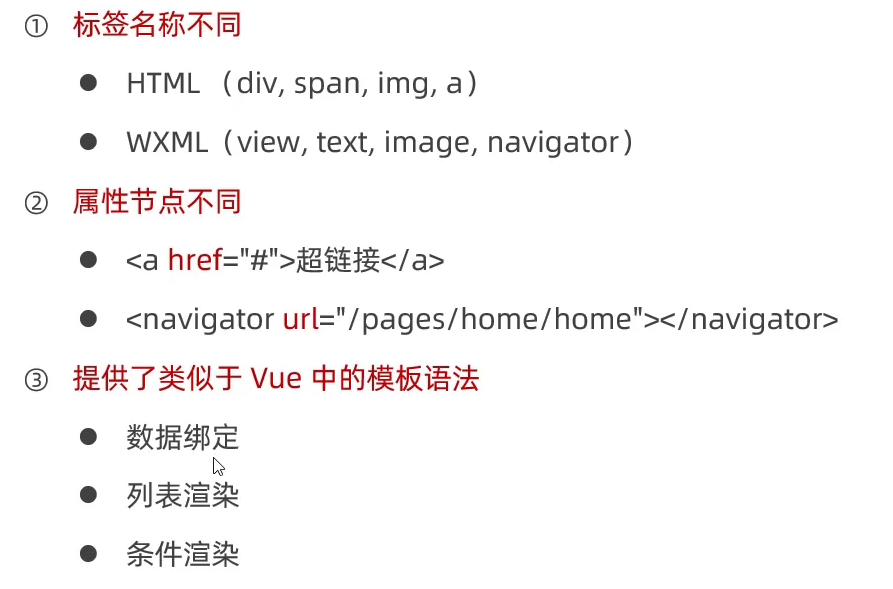 ① 标签名称不同
● HTML（div, span, img, a）
● WXML（view, text, image, navigator）
② 属性节点不同
● <a href="#">超链接</a>
● <navigator url="/pages/home/home"></navigator>
③ 提供了类似于 Vue 中的模板语法
● 数据绑定
● 列表渲染
● 条件渲染